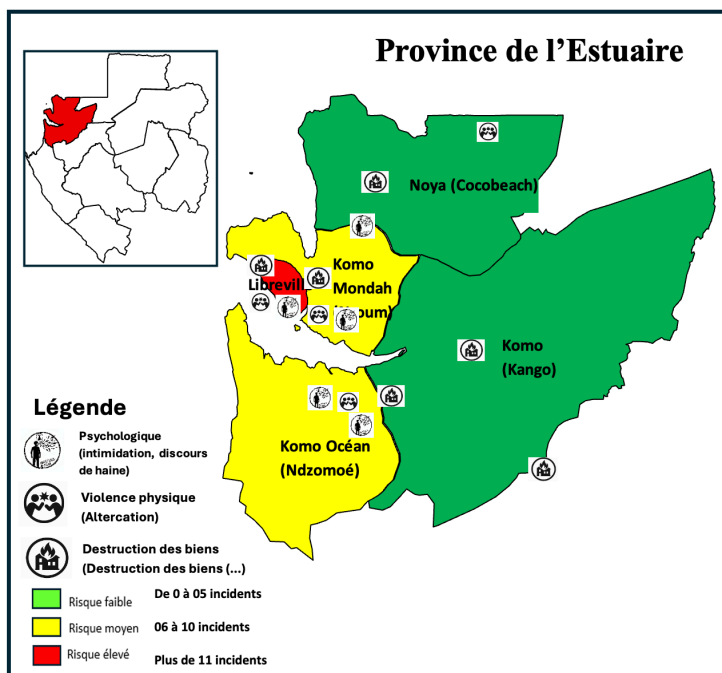 Province de l’Estuaire
Noya (Cocobeach)
Komo
Mondah
oum)
Librevill
Komo
(Kango)
Komo Océan
(Ndzomoé)
Légende
Psychologique
(intimidation, discours
de haine)
Violence physique
(Altercation)
Destruction des biens
(Destruction des biens (...)
Risque faible De 0 à 05 incidents
Risque moyen 06 à 10 incidents
Risque élevé Plus de 11 incidents